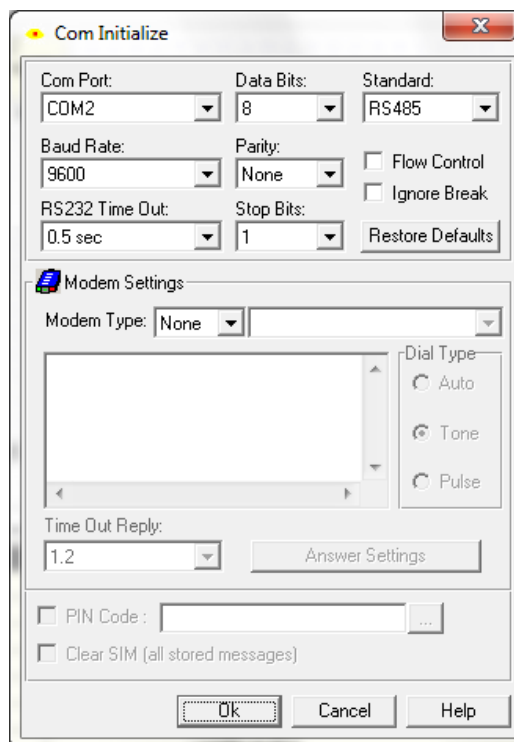 Com Initialize
Com Port: Data Bits: Standard:
COM2 8 RS485
Baud Rate: Parity:
9600 None Flow Control
Ignore Break
RS232 Time Out: Stop Bits:
0.5 sec 1 Restore Defaults
Modem Settings
Modem Type: None
Dial Type
Auto
Tone
Pulse
Time Out Reply:
1.2 Answer Settings
PIN Code : ...
Clear SIM (all stored messages)
Ok Cancel Help